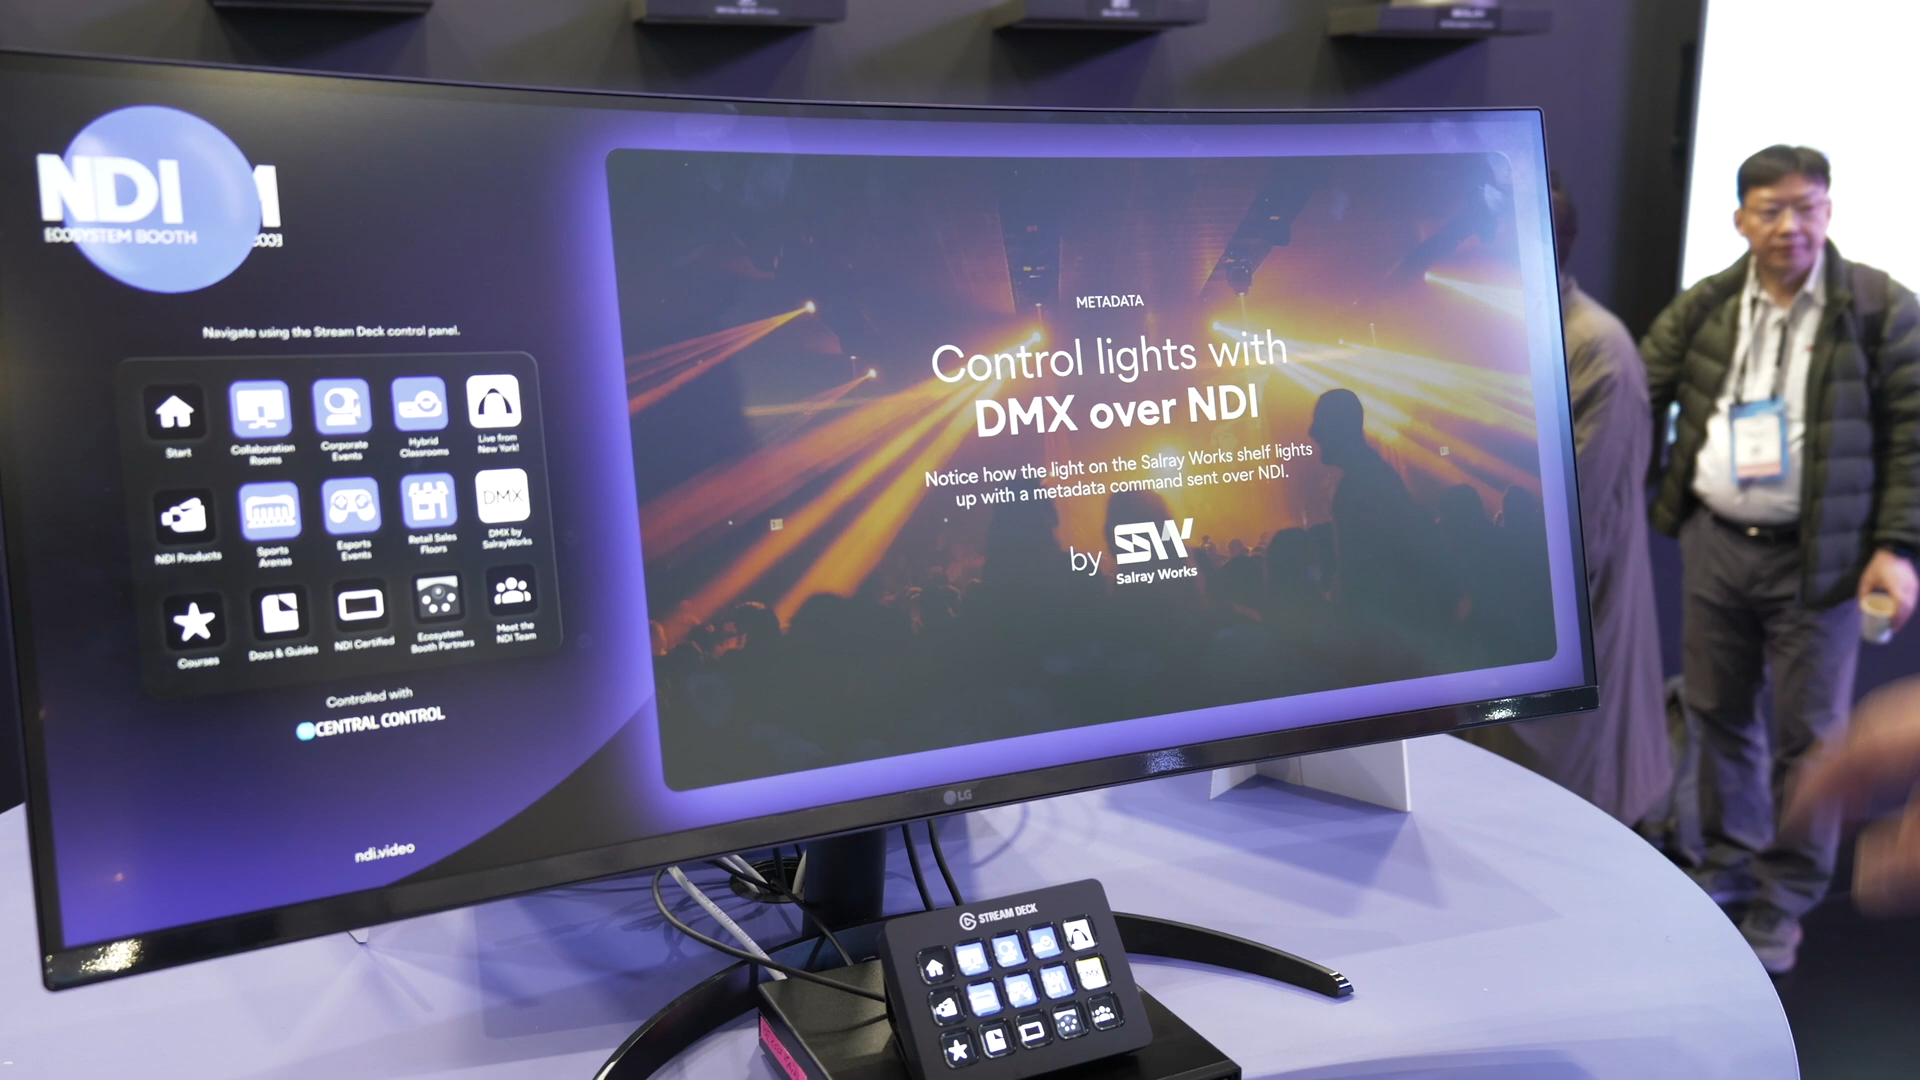 NDI
ECOSYSTEM BOOTH
Navigate using the Stream Deck control panel.
Start
Collaboration
Rooms
Corporate
Events
Hybrid
Classrooms
Live from
New York!
NDI Products
Sports
Arenas
Esports
Events
Retail Sales
Floors
DMX
DMX by
SalrayWorks
Courses
Docs & Guides
NDI Certified
Ecosystem
Booth Partners
Meet the
NDI Team
Controlled with
CENTRAL CONTROL
ndi.video
METADATA
Control lights with
DMX over NDI
Notice how the light on the Salray Works shelf lights
up with a metadata command sent over NDI.
by SW
Salray Works
LG
STREAM DECK
DMX